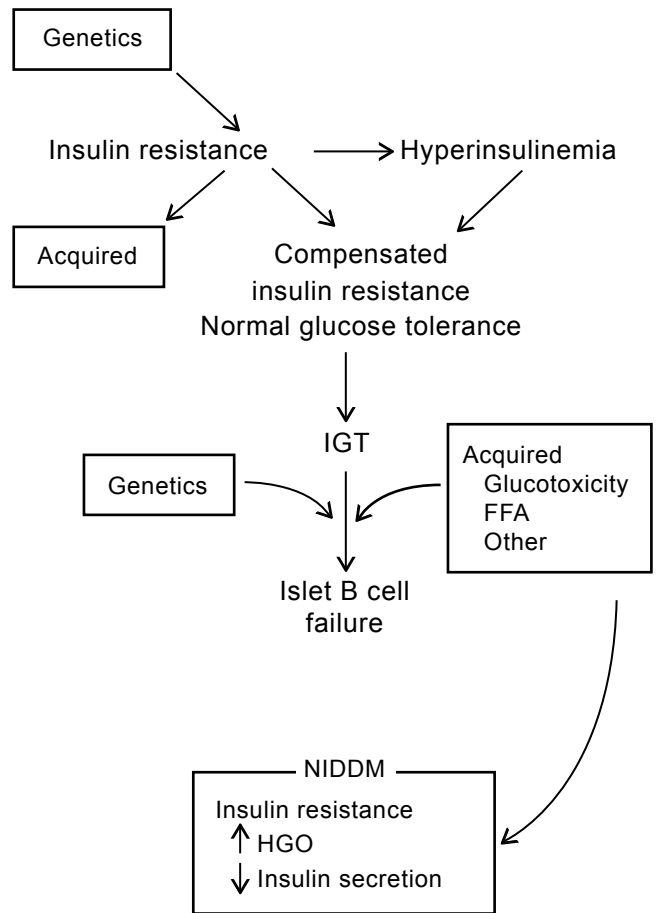 Genetics
Insulin resistance
Hyperinsulinemia
Acquired
Compensated
insulin resistance
Normal glucose tolerance
IGT
Genetics
Acquired
Glucotoxicity
FFA
Other
Islet B cell
failure
NIDDM
Insulin resistance
↑ HGO
↓ Insulin secretion